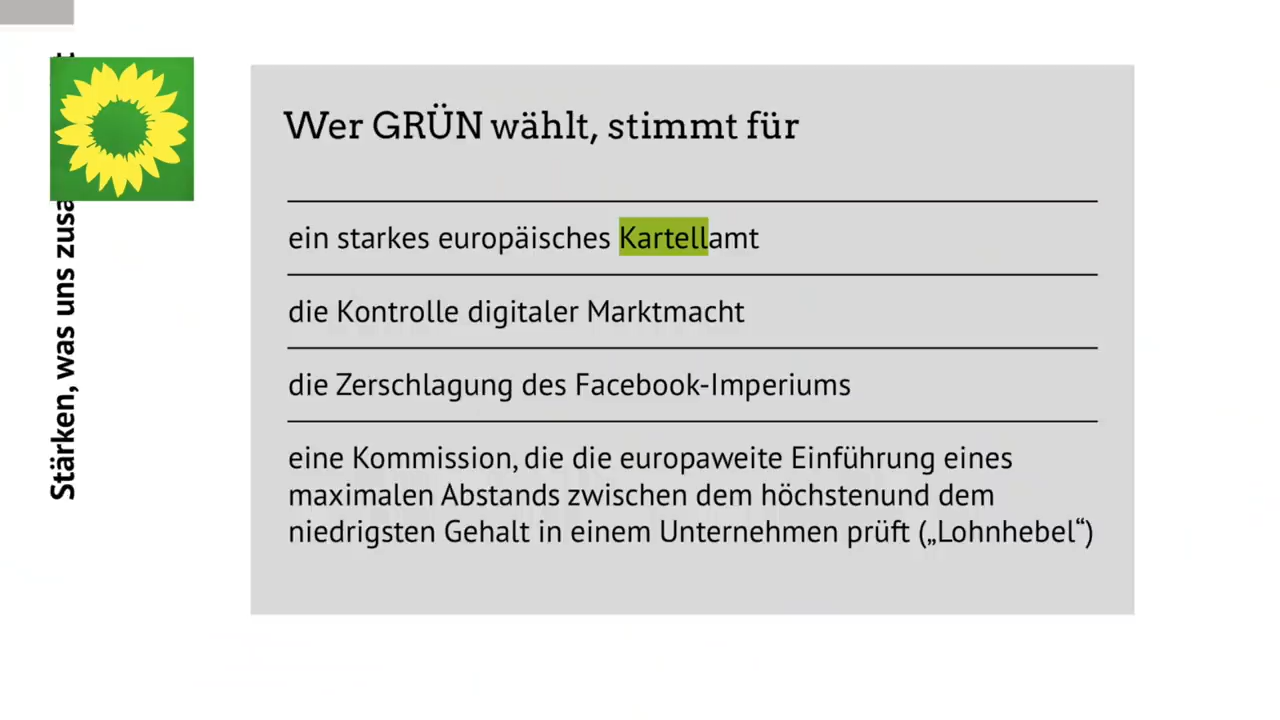 Stärken, was uns
Wer GRÜN wählt, stimmt für
ein starkes europäisches Kartellamt
die Kontrolle digitaler Marktmacht
die Zerschlagung des Facebook-Imperiums
eine Kommission, die die europaweite Einführung eines
maximalen Abstands zwischen dem höchstenund dem
niedrigsten Gehalt in einem Unternehmen prüft („Lohnhebel“)